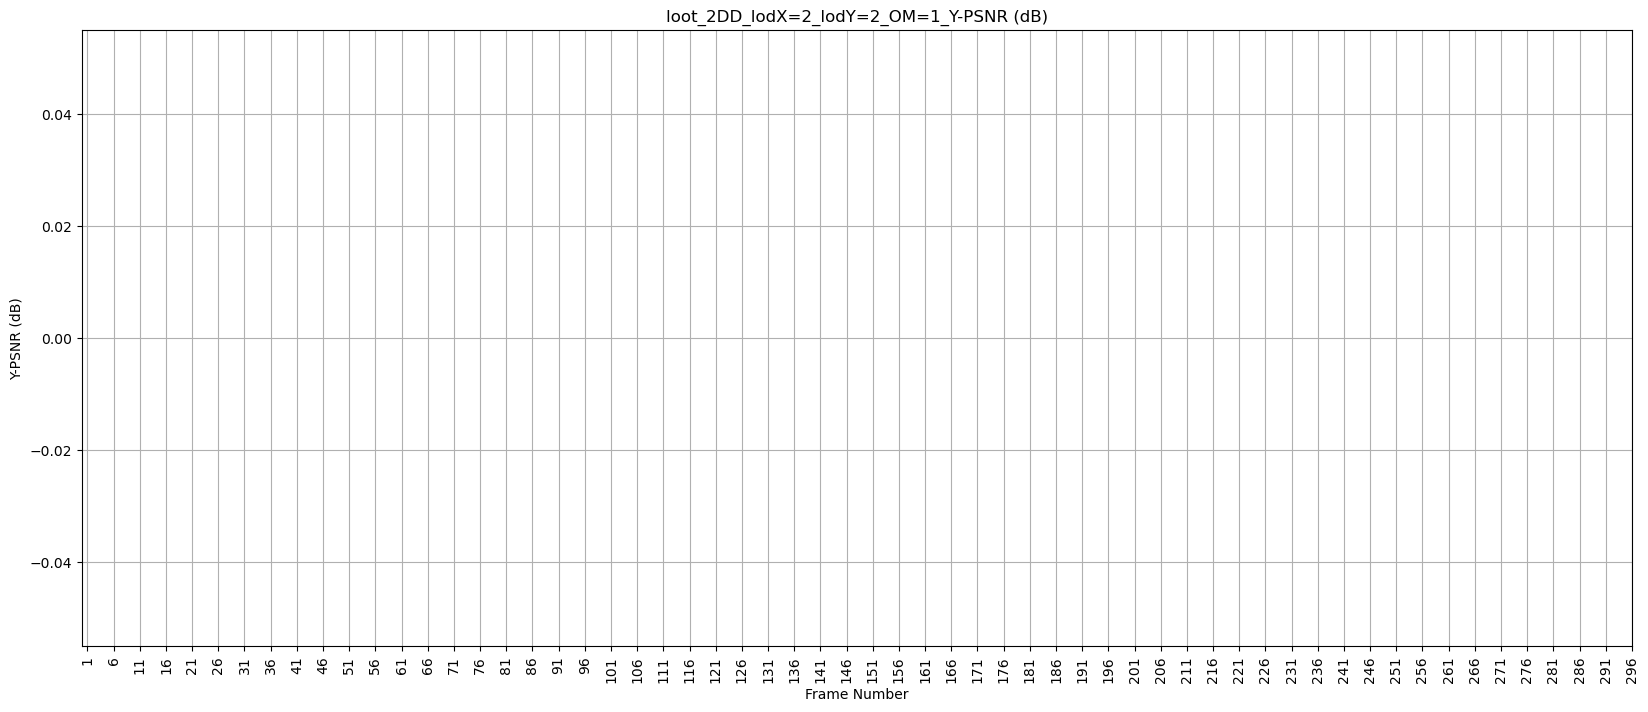 loot_2DD_lodX=2_lodY=2_OM=1_Y-PSNR (dB)
Y-PSNR (dB)
0.04
0.02
0.00
−0.02
−0.04
1 6 11 16 21 26 31 36 41 46 51 56 61 66 71 76 81 86 91 96 101 106 111 116 121 126 131 136 141 146 151 156 161 166 171 176 181 186 191 196 201 206 211 216 221 226 231 236 241 246 251 256 261 266 271 276 281 286 291 296
Frame Number